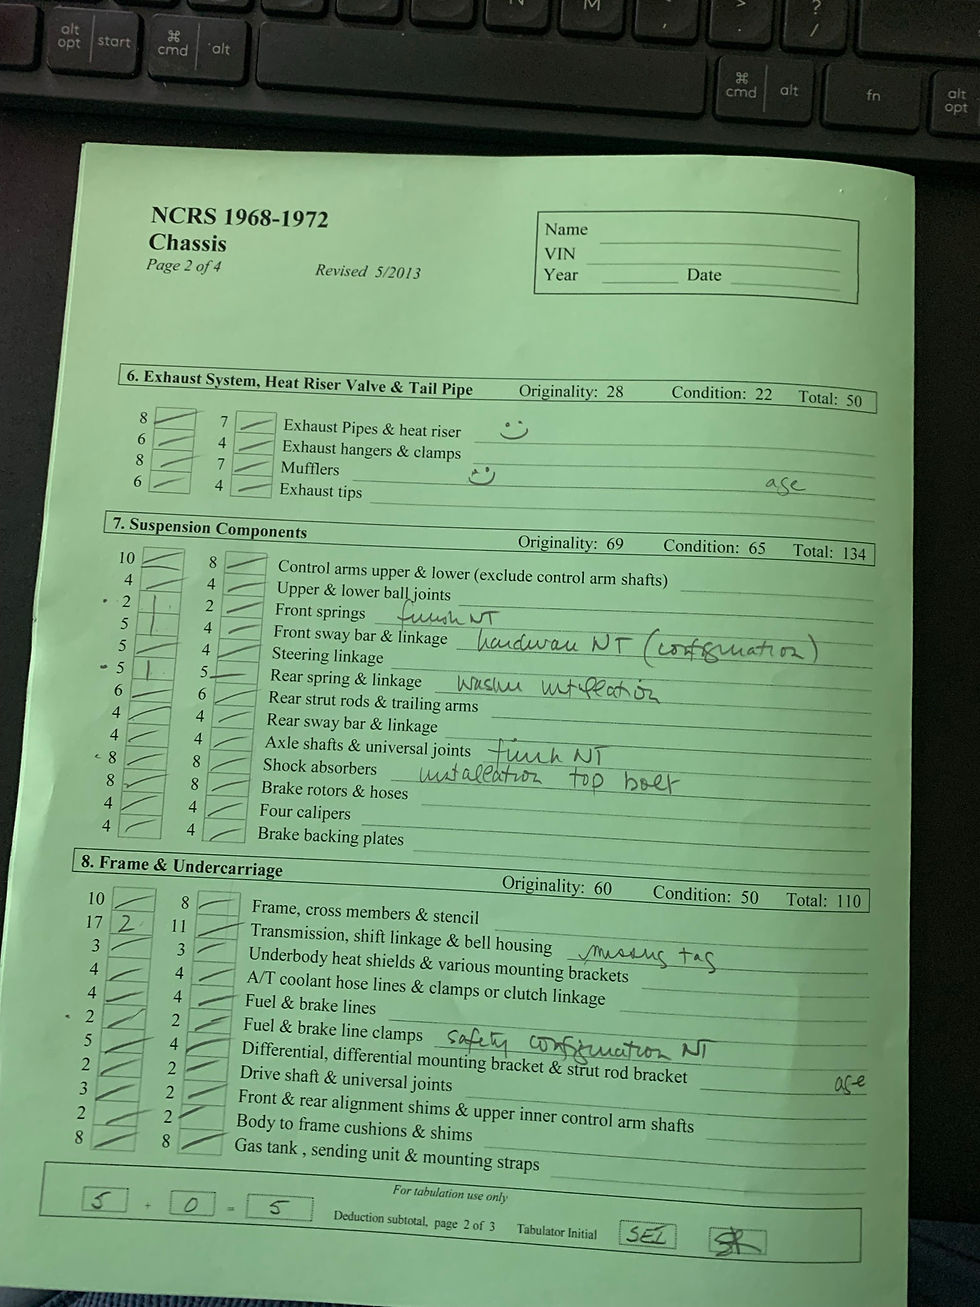 N M , > . ? /
alt opt start ⌘ cmd alt ⌘ cmd alt fn alt opt
NCRS 1968-1972
Chassis
Page 2 of 4 Revised 5/2013
Name
VIN
Year Date
6. Exhaust System, Heat Riser Valve & Tail Pipe Originality: 28 Condition: 22 Total: 50
8 7 Exhaust Pipes & heat riser
6 4 Exhaust hangers & clamps
8 7 Mufflers age
6 4 Exhaust tips
7. Suspension Components Originality: 69 Condition: 65 Total: 134
10 8 Control arms upper & lower (exclude control arm shafts)
4 4 Upper & lower ball joints
2 1 2 Front springs finish NT
5 1 4 Front sway bar & linkage hardware NT (configuration)
5 4 Steering linkage
5 1 5 Rear spring & linkage washer installation
6 6 Rear strut rods & trailing arms
4 4 Rear sway bar & linkage
4 4 Axle shafts & universal joints finish NT
8 8 Shock absorbers installation top bolt
8 8 Brake rotors & hoses
4 4 Four calipers
4 4 Brake backing plates
8. Frame & Undercarriage Originality: 60 Condition: 50 Total: 110
10 8 Frame, cross members & stencil
17 2 11 Transmission, shift linkage & bell housing missing tag
3 3 Underbody heat shields & various mounting brackets
4 4 A/T coolant hose lines & clamps or clutch linkage
4 4 Fuel & brake lines
2 2 Fuel & brake line clamps safety configuration NT
5 4 Differential, differential mounting bracket & strut rod bracket age
2 2 Drive shaft & universal joints
3 2 Front & rear alignment shims & upper inner control arm shafts
2 2 Body to frame cushions & shims
8 8 Gas tank , sending unit & mounting straps
For tabulation use only
5 + 0 = 5 Deduction subtotal, page 2 of 3 Tabulator Initial SEI